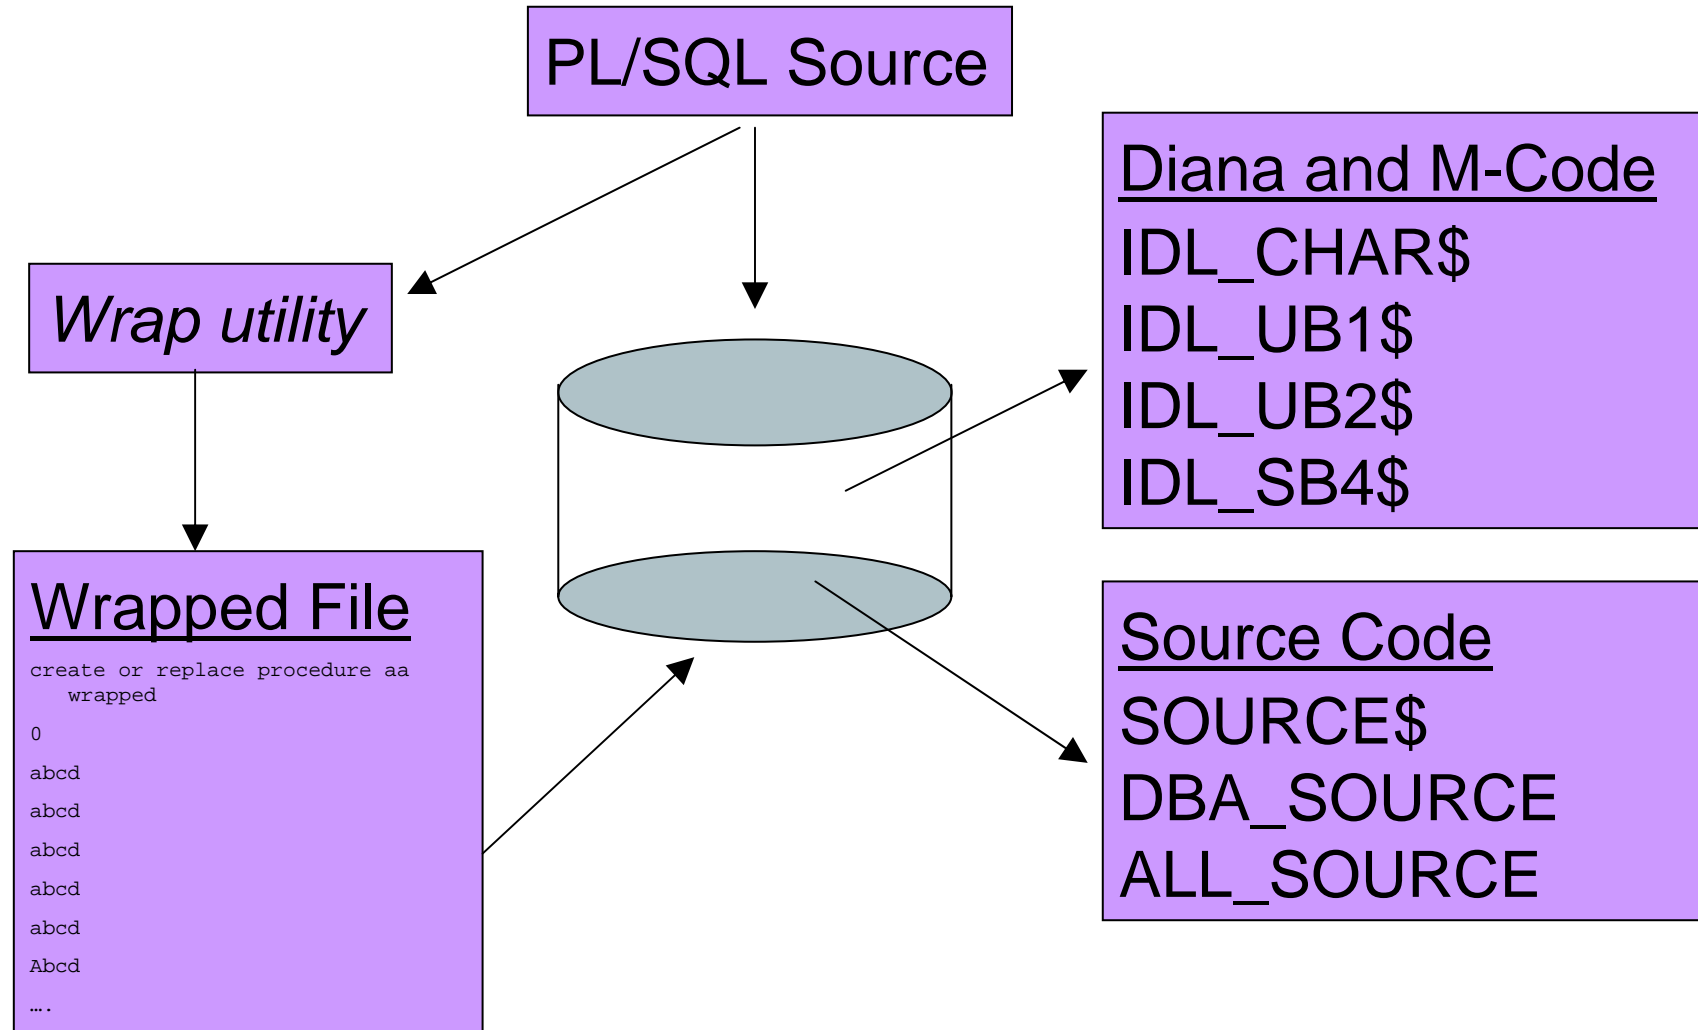 PL/SQL Source
Wrap utility
Wrapped File
create or replace procedure aa
wrapped
0
abcd
abcd
abcd
abcd
abcd
Abcd
….
Diana and M-Code
IDL_CHAR$
IDL_UB1$
IDL_UB2$
IDL_SB4$
Source Code
SOURCE$
DBA_SOURCE
ALL_SOURCE